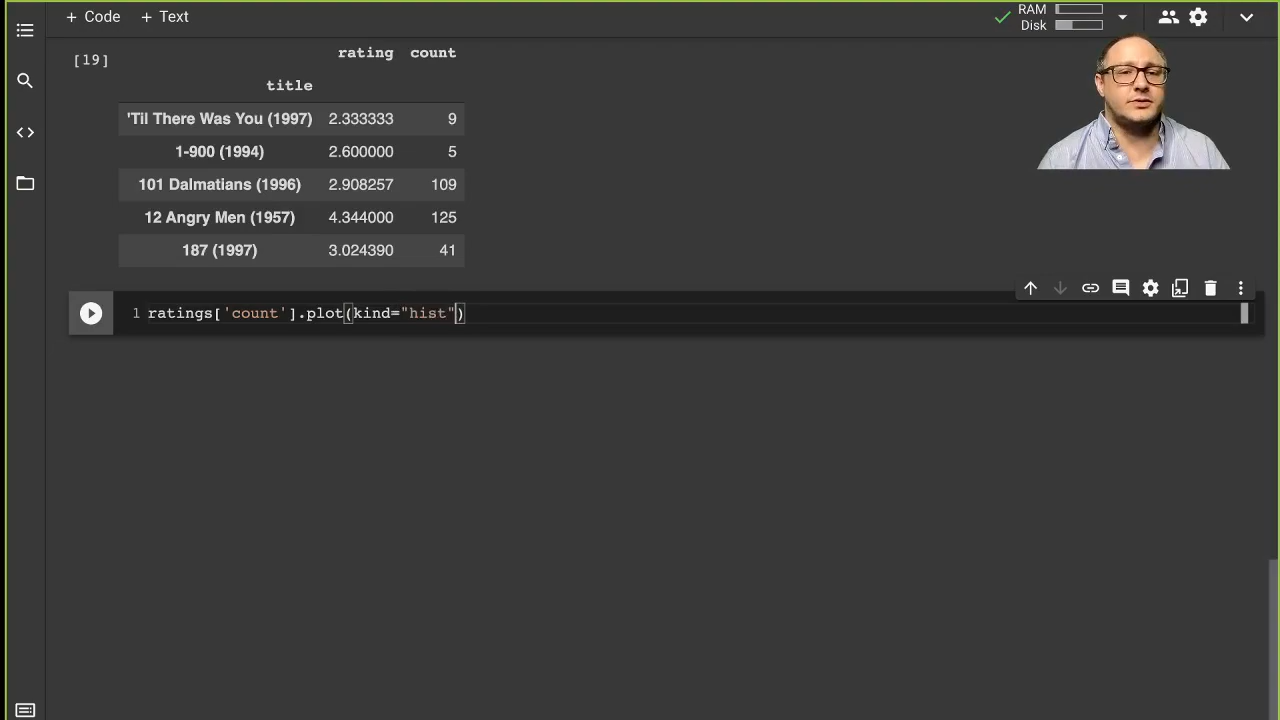 + Code + Text
RAM
Disk
[19]
rating count
title
'Til There Was You (1997) 2.333333 9
1-900 (1994) 2.600000 5
101 Dalmatians (1996) 2.908257 109
12 Angry Men (1957) 4.344000 125
187 (1997) 3.024390 41
1 ratings['count'].plot(kind="hist")